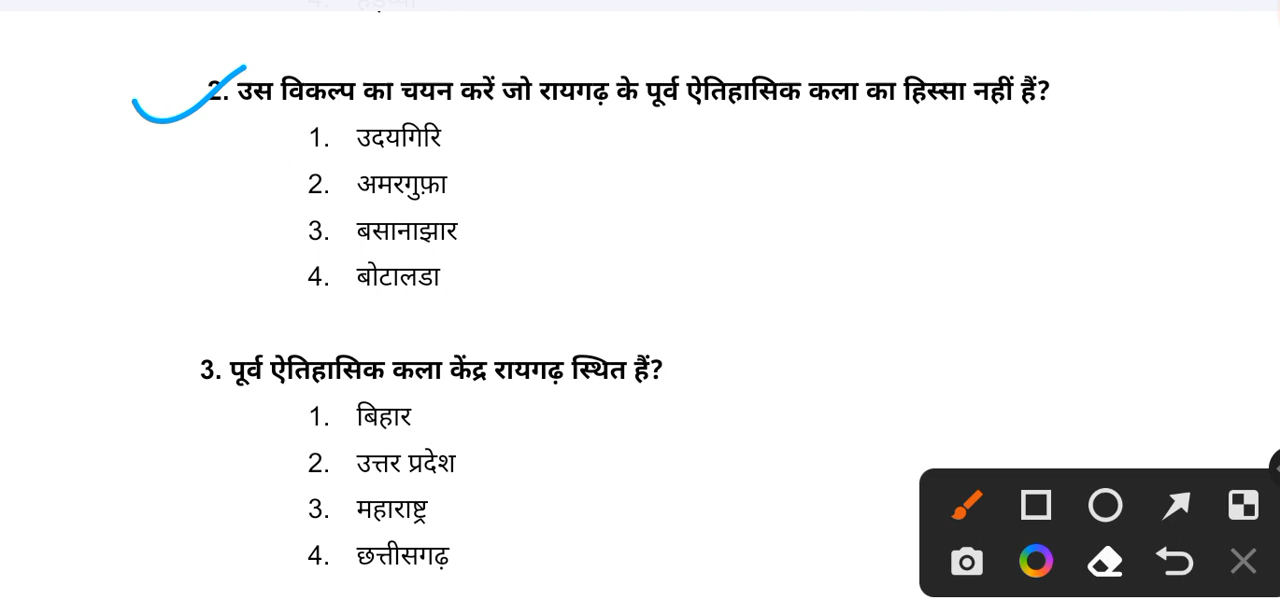 2. उस विकल्प का चयन करें जो रायगढ़ के पूर्व ऐतिहासिक कला का हिस्सा नहीं हैं?
1. उदयगिरि
2. अमरगुफ़ा
3. बसानाझार
4. बोटालडा
3. पूर्व ऐतिहासिक कला केंद्र रायगढ़ स्थित हैं?
1. बिहार
2. उत्तर प्रदेश
3. महाराष्ट्र
4. छत्तीसगढ़